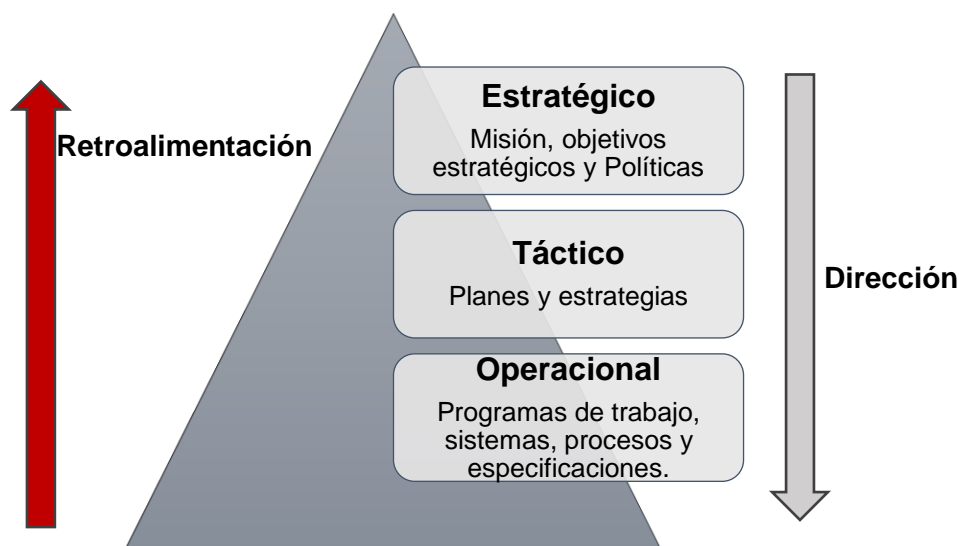 Estratégico
Misión, objetivos
estratégicos y Políticas
Retroalimentación
Táctico
Planes y estrategias
Dirección
Operacional
Programas de trabajo,
sistemas, procesos y
especificaciones.